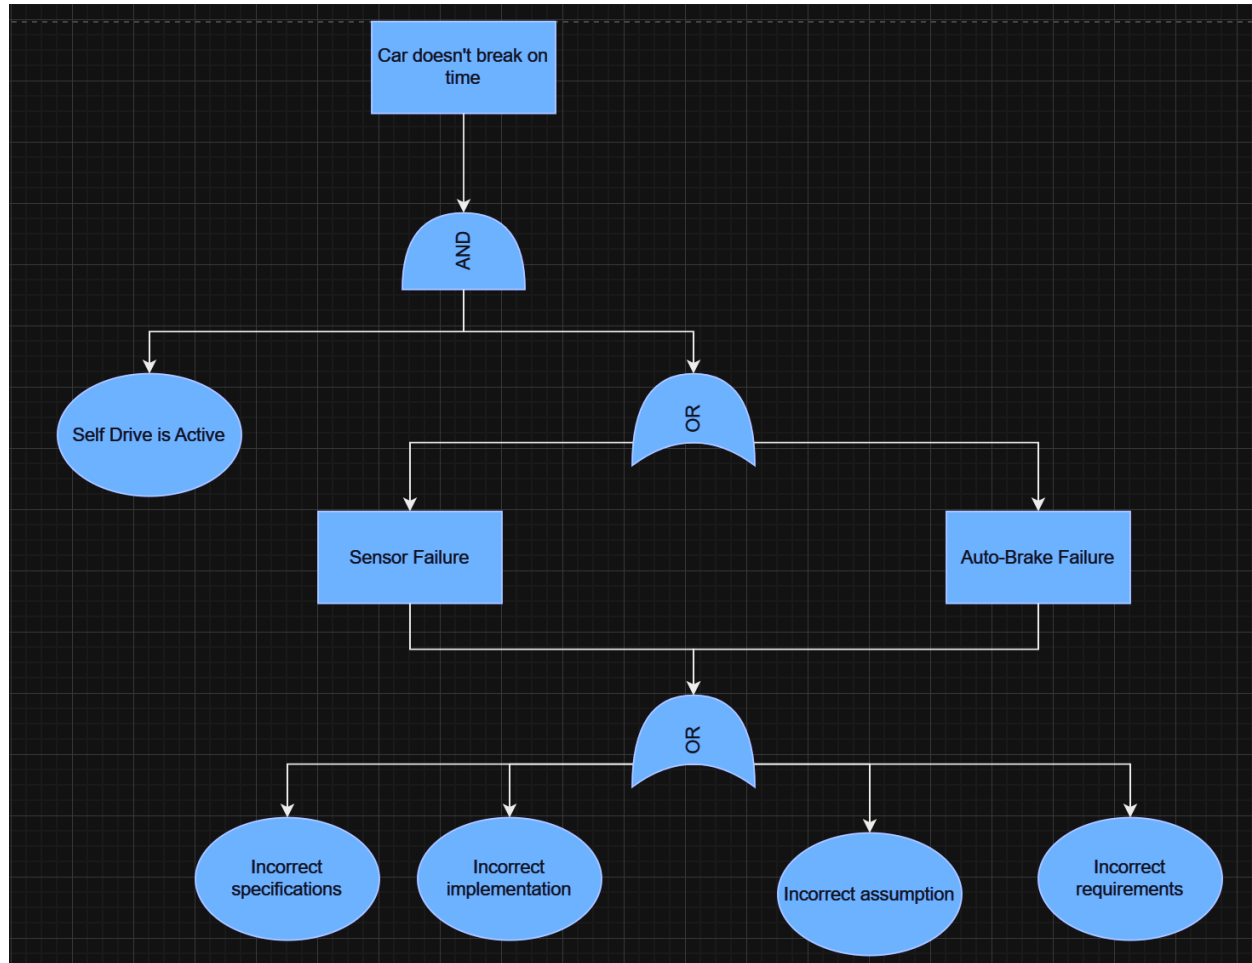 Car doesn't break on
time
AND
Self Drive is Active
OR
Sensor Failure
Auto-Brake Failure
OR
Incorrect
specifications
Incorrect
implementation
Incorrect assumption
Incorrect
requirements